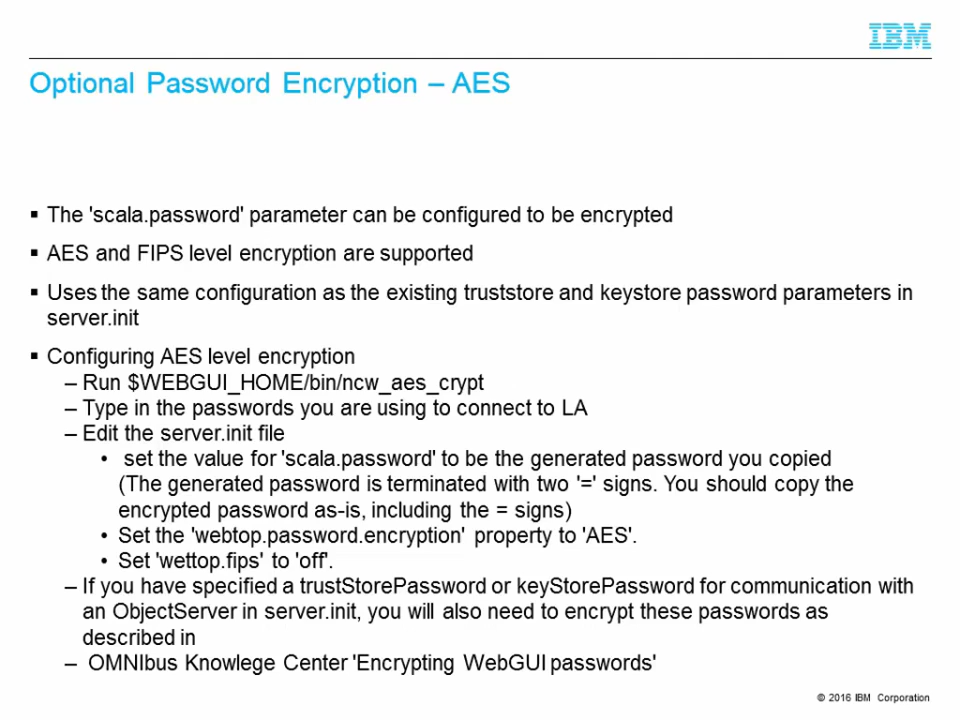 IBM
Optional Password Encryption – AES
▪ The 'scala.password' parameter can be configured to be encrypted
▪ AES and FIPS level encryption are supported
▪ Uses the same configuration as the existing truststore and keystore password parameters in
server.init
▪ Configuring AES level encryption
– Run $WEBGUI_HOME/bin/ncw_aes_crypt
– Type in the passwords you are using to connect to LA
– Edit the server.init file
• set the value for 'scala.password' to be the generated password you copied
(The generated password is terminated with two '=' signs. You should copy the
encrypted password as-is, including the = signs)
• Set the 'webtop.password.encryption' property to 'AES'.
• Set 'wettop.fips' to 'off'.
– If you have specified a trustStorePassword or keyStorePassword for communication with
an ObjectServer in server.init, you will also need to encrypt these passwords as
described in
– OMNIbus Knowlege Center 'Encrypting WebGUI passwords'
© 2016 IBM Corporation